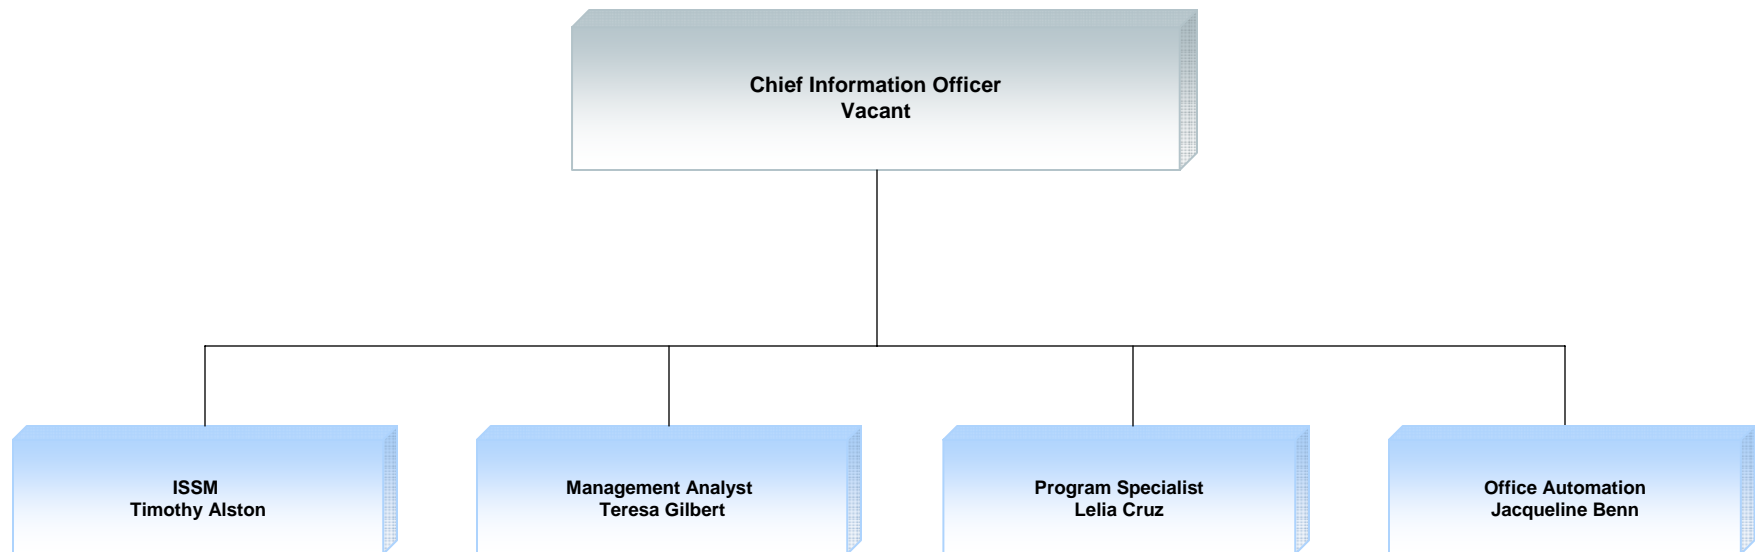 Chief Information Officer
Vacant
ISSM
Timothy Alston
Management Analyst
Teresa Gilbert
Program Specialist
Lelia Cruz
Office Automation
Jacqueline Benn